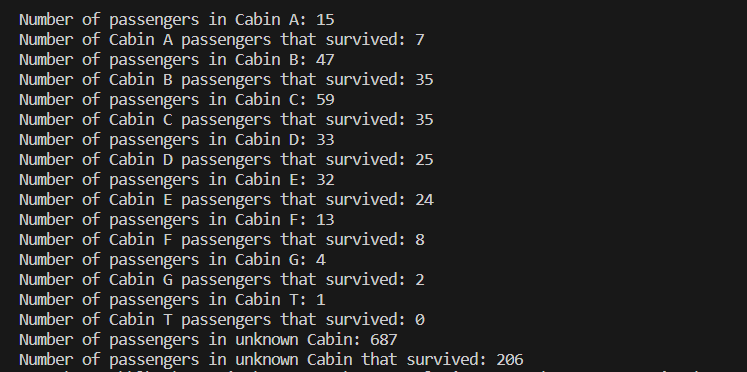 Number of passengers in Cabin A: 15
Number of Cabin A passengers that survived: 7
Number of passengers in Cabin B: 47
Number of Cabin B passengers that survived: 35
Number of passengers in Cabin C: 59
Number of Cabin C passengers that survived: 35
Number of passengers in Cabin D: 33
Number of Cabin D passengers that survived: 25
Number of passengers in Cabin E: 32
Number of Cabin E passengers that survived: 24
Number of passengers in Cabin F: 13
Number of Cabin F passengers that survived: 8
Number of passengers in Cabin G: 4
Number of Cabin G passengers that survived: 2
Number of passengers in Cabin T: 1
Number of Cabin T passengers that survived: 0
Number of passengers in unknown Cabin: 687
Number of passengers in unknown Cabin that survived: 206